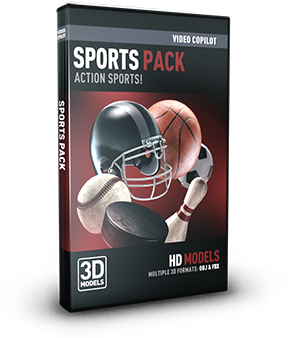 VIDEO COPILOT
SPORTS PACK
ACTION SPORTS!
SPORTS PACK
3D
MODELS
HD MODELS
MULTIPLE 3D FORMATS: OBJ & FBX